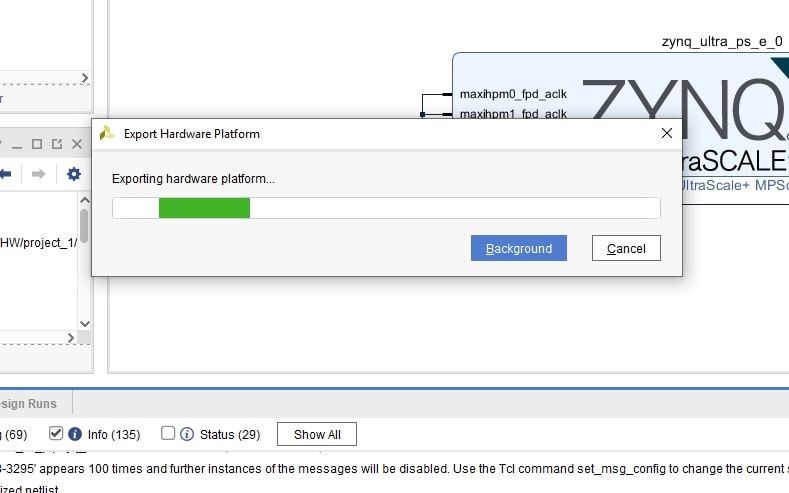 zynq_ultra_ps_e_0
maxihpm0_fpd_aclk
maxihpm1_fpd_aclk
ZYNQ
raSCALE
UltraScale+ MPSo
Export Hardware Platform
Exporting hardware platform...
Background
Cancel
HW/project_1/
sign Runs
(69)
Info (135)
Status (29)
Show All
-3295' appears 100 times and further instances of the messages will be disabled. Use the Tcl command set_msg_config to change the current s
ized netlist